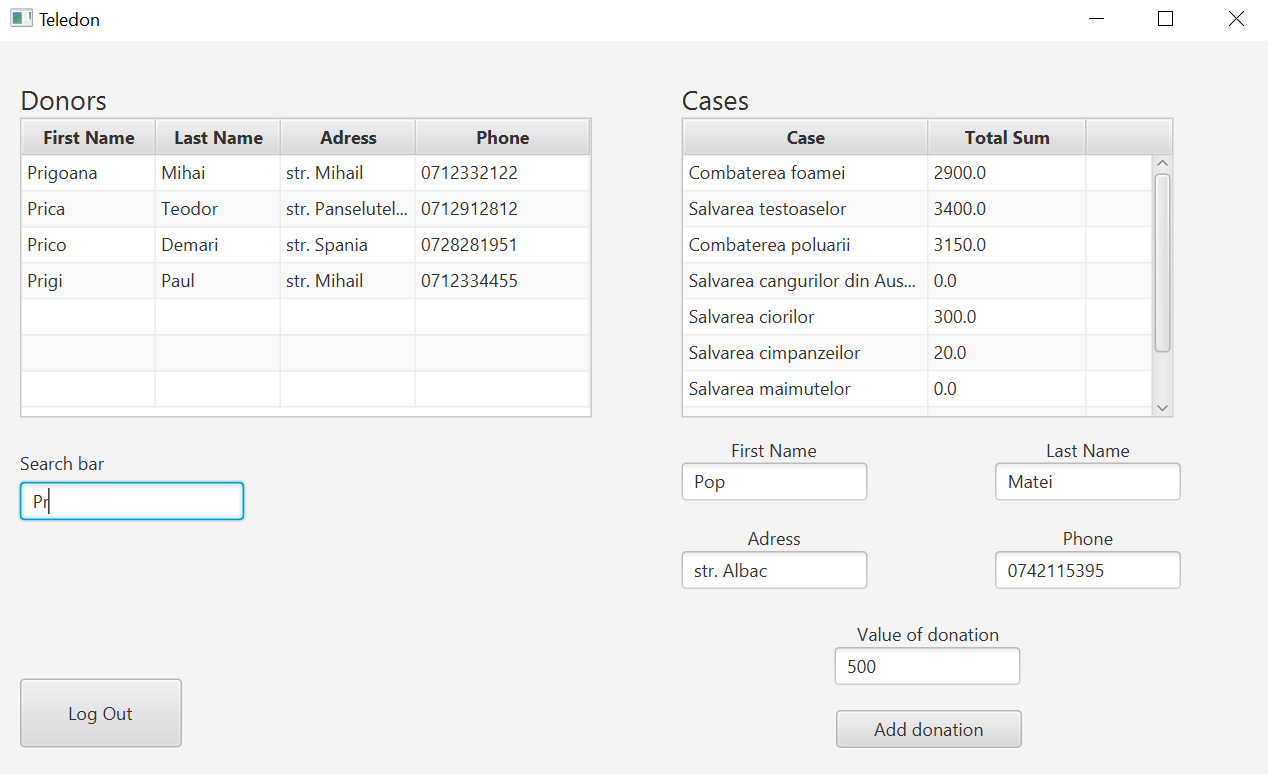 Teledon
Donors
First Name Last Name Adress Phone
Prigoana Mihai str. Mihail 0712332122
Prica Teodor str. Panselutel... 0712912812
Prico Demari str. Spania 0728281951
Prigi Paul str. Mihail 0712334455
Search bar
Pr
Log Out
Cases
Case Total Sum
Combaterea foamei 2900.0
Salvarea testoaselor 3400.0
Combaterea poluarii 3150.0
Salvarea cangurilor din Aus... 0.0
Salvarea ciorilor 300.0
Salvarea cimpanzeilor 20.0
Salvarea maimutelor 0.0
First Name Last Name
Pop Matei
Adress Phone
str. Albac 0742115395
Value of donation
500
Add donation